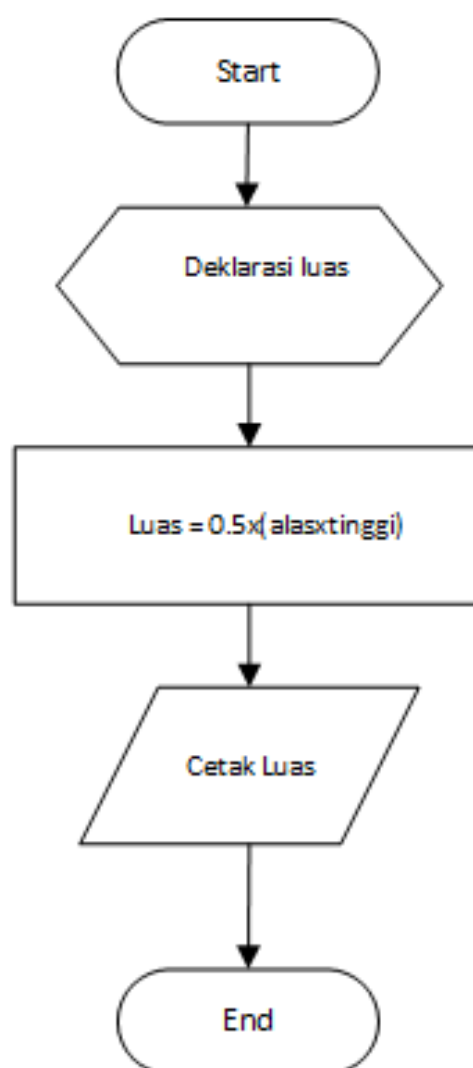 Start
Deklarasi luas
Luas = 0.5x(alasxtinggi)
Cetak Luas
End